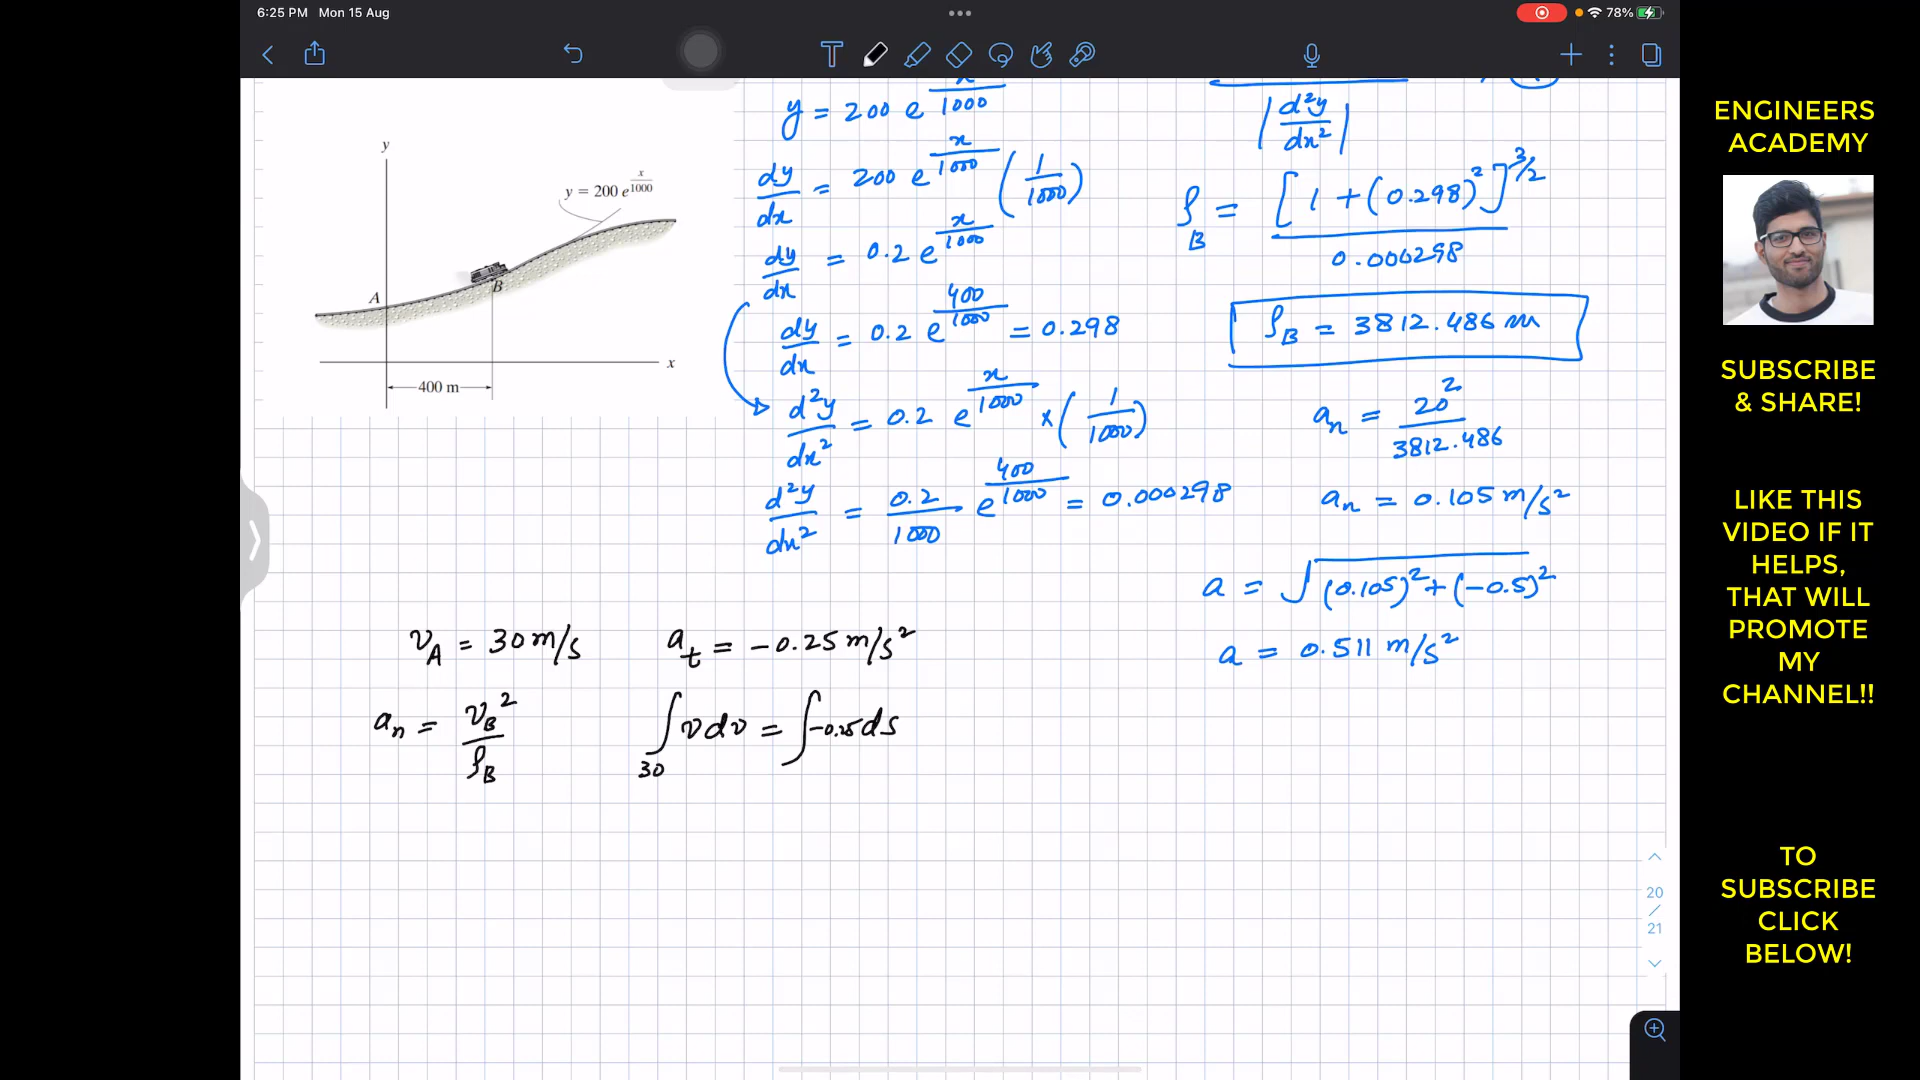 6:25 PM Mon 15 Aug
78%
y
y = 200 e^{x/1000}
A
B
x
400 m
y = 200 e^{x/1000}
dy/dx = 200 e^{x/1000} (1/1000)
dy/dx = 0.2 e^{x/1000}
dy/dx = 0.2 e^{400/1000} = 0.298
d²y/dx² = 0.2 e^{x/1000} × (1/1000)
d²y/dx² = 0.2/1000 e^{400/1000} = 0.000298
|d²y/dx²|
ρ_B = [1 + (0.298)²]^{3/2} / 0.000298
ρ_B = 3812.486 m
a_n = 20² / 3812.486
a_n = 0.105 m/s²
a = √((0.105)² + (-0.5)²)
a = 0.511 m/s²
v_A = 30 m/s
a_t = -0.25 m/s²
a_n = v_B² / ρ_B
∫_{30} v dv = ∫ -0.25 ds
20
/
21
ENGINEERS
ACADEMY
SUBSCRIBE
& SHARE!
LIKE THIS
VIDEO IF IT
HELPS,
THAT WILL
PROMOTE
MY
CHANNEL!!
TO
SUBSCRIBE
CLICK
BELOW!